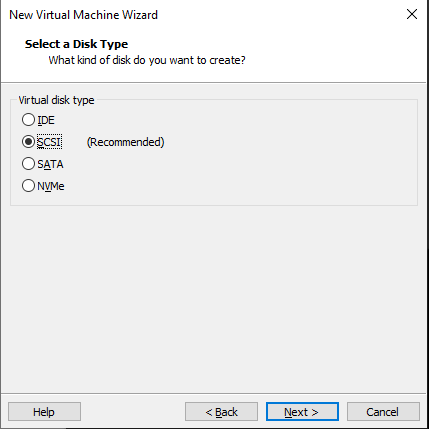 New Virtual Machine Wizard
Select a Disk Type
What kind of disk do you want to create?
Virtual disk type
IDE
SCSI (Recommended)
SATA
NVMe
Help < Back Next > Cancel